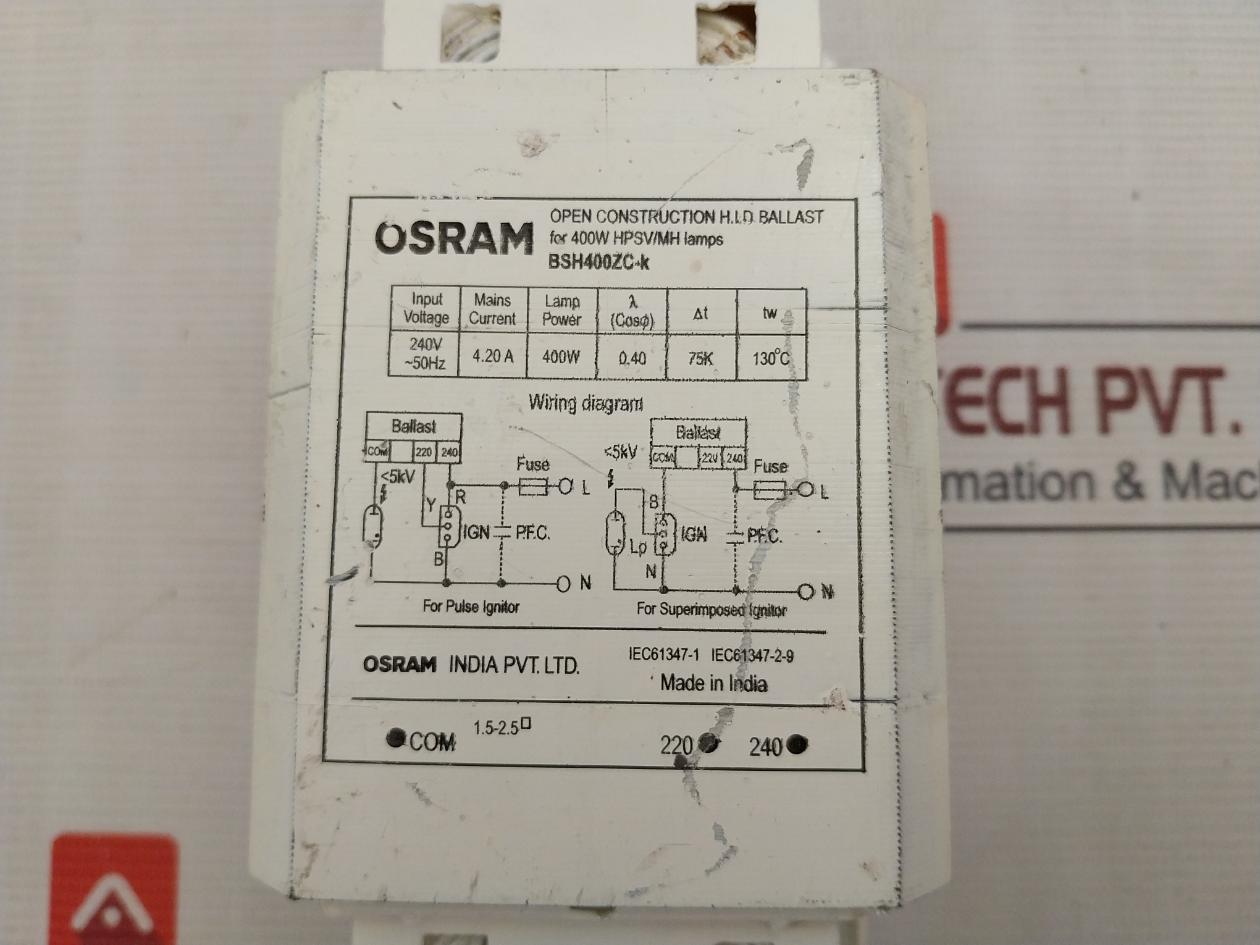 OSRAM
OPEN CONSTRUCTION H.I.D. BALLAST
for 400W HPSV/MH lamps
BSH400ZC-k
Input Voltage Mains Current Lamp Power λ (Cosφ) Δt tw
240V ~50Hz 4.20 A 400W 0.40 75K 130°C
Wiring diagram
Ballast
COM 220 240
<5kV
Fuse
L
Y R
IGN P.F.C.
B
N
For Pulse Ignitor
Ballast
COM 220 240
<5kV
Fuse
L
B
Lp IGN P.F.C.
N
N
For Superimposed Ignitor
OSRAM INDIA PVT. LTD.
IEC61347-1 IEC61347-2-9
Made in India
COM 1.5-2.5□ 220 240
TECH PVT.
mation & Mac